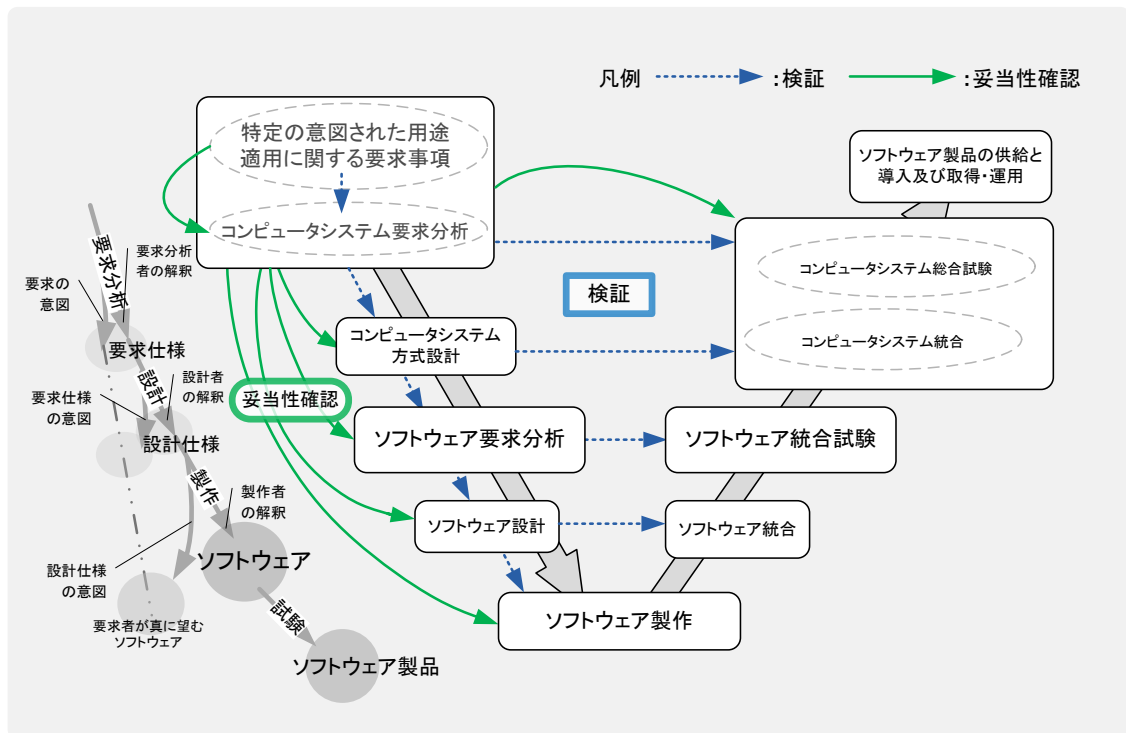 凡例
:検証
:妥当性確認
特定の意図された用途
適用に関する要求事項
コンピュータシステム要求分析
ソフトウェア製品の供給と
導入及び取得・運用
コンピュータシステム総合試験
コンピュータシステム統合
検証
コンピュータシステム
方式設計
妥当性確認
ソフトウェア要求分析
ソフトウェア統合試験
ソフトウェア設計
ソフトウェア統合
ソフトウェア製作
要求分析
要求分析
者の解釈
要求の
意図
要求仕様
設計
設計者
の解釈
要求仕様
の意図
設計仕様
製作
製作者
の解釈
ソフトウェア
設計仕様
の意図
試験
要求者が真に望む
ソフトウェア
ソフトウェア製品